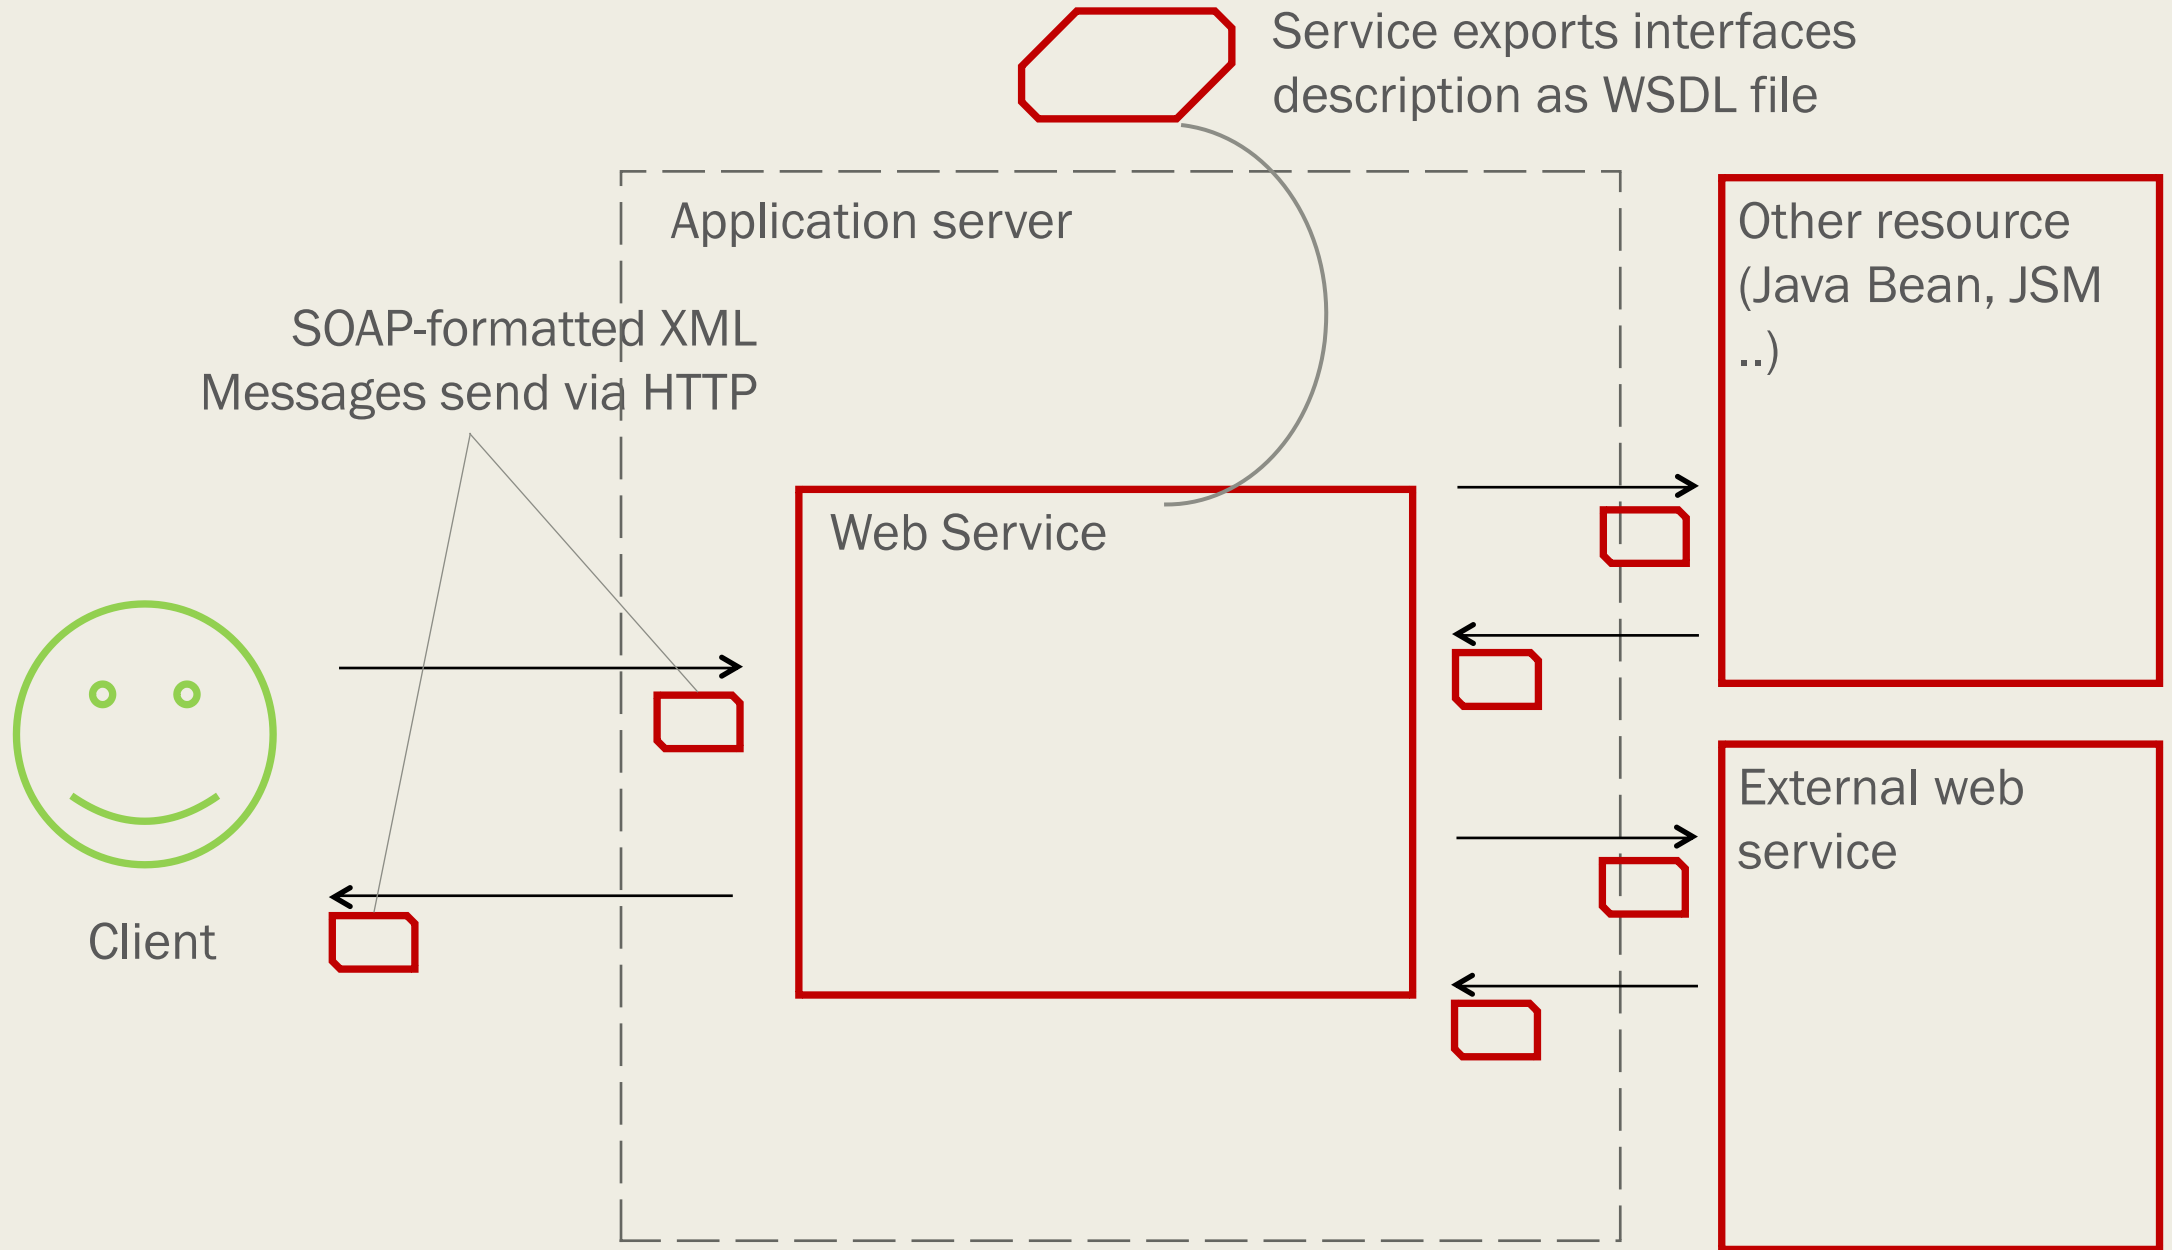 Service exports interfaces
description as WSDL file
Application server
Other resource
(Java Bean, JSM
..)
SOAP-formatted XML
Messages send via HTTP
Web Service
External web
service
Client